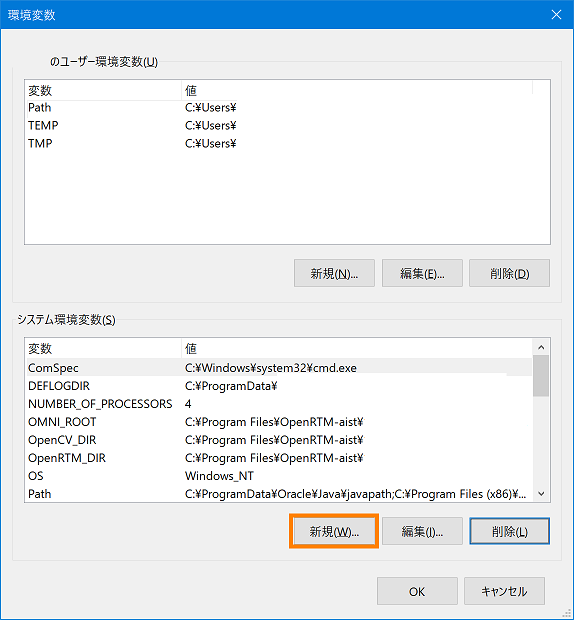 環境変数
のユーザー環境変数(U)
変数 値
Path C:¥Users¥
TEMP C:¥Users¥
TMP C:¥Users¥
新規(N)... 編集(E)... 削除(D)
システム環境変数(S)
変数 値
ComSpec C:¥Windows¥system32¥cmd.exe
DEFLOGDIR C:¥ProgramData¥
NUMBER_OF_PROCESSORS 4
OMNI_ROOT C:¥Program Files¥OpenRTM-aist¥
OpenCV_DIR C:¥Program Files¥OpenRTM-aist¥
OpenRTM_DIR C:¥Program Files¥OpenRTM-aist¥
OS Windows_NT
Path C:¥ProgramData¥Oracle¥Java¥javapath;C:¥Program Files (x86)¥...
新規(W)... 編集(I)... 削除(L)
OK キャンセル